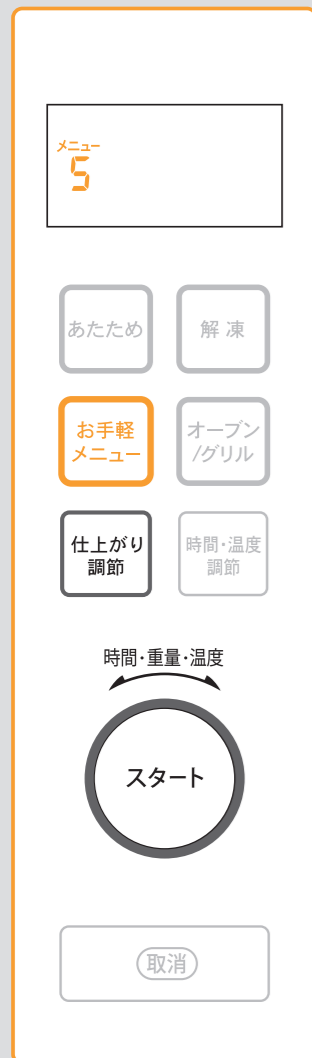 メニュー
5
あたため
解 凍
お手軽
メニュー
オーブン
/グリル
仕上がり
調節
時間・温度
調節
時間・重量・温度
スタート
取消